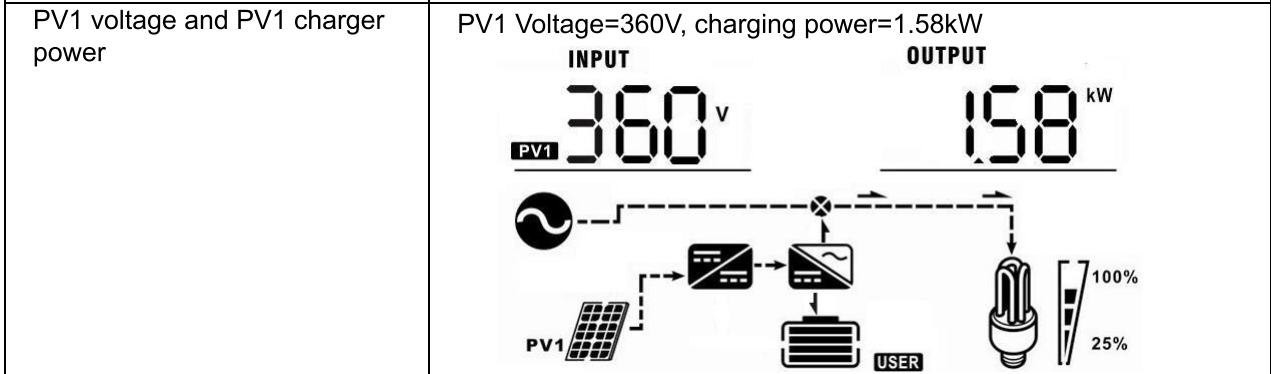 PV1 voltage and PV1 charger
power
PV1 Voltage=360V, charging power=1.58kW
INPUT
OUTPUT
PV1 360 V
1.58 kW
100%
PV1
25%
USER